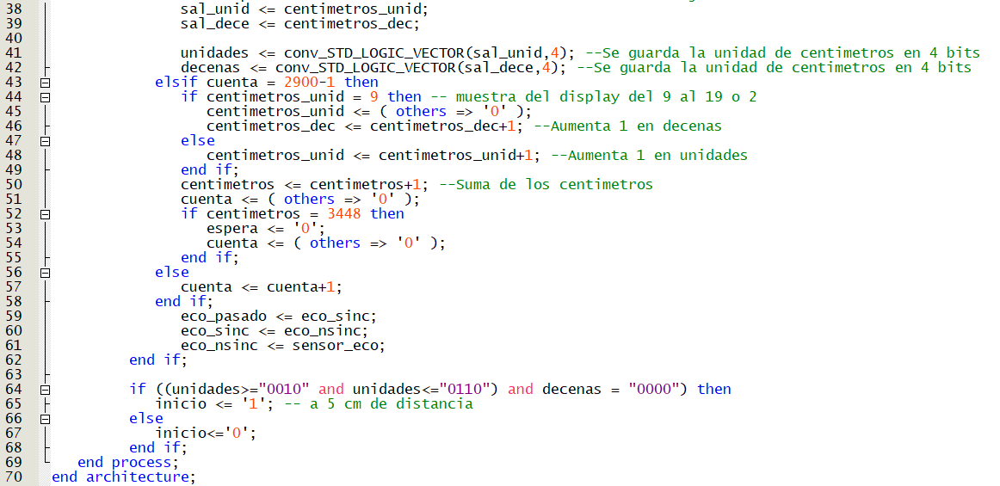 38 sal_unid <= centimetros_unid;
39 sal_dece <= centimetros_dec;
40
41 unidades <= conv_STD_LOGIC_VECTOR(sal_unid,4); --Se guarda la unidad de centimetros en 4 bits
42 decenas <= conv_STD_LOGIC_VECTOR(sal_dece,4); --Se guarda la unidad de centimetros en 4 bits
43 elsif cuenta = 2900-1 then
44 if centimetros_unid = 9 then -- muestra del display del 9 al 19 o 2
45 centimetros_unid <= ( others => '0' );
46 centimetros_dec <= centimetros_dec+1; --Aumenta 1 en decenas
47 else
48 centimetros_unid <= centimetros_unid+1; --Aumenta 1 en unidades
49 end if;
50 centimetros <= centimetros+1; --Suma de los centimetros
51 cuenta <= ( others => '0' );
52 if centimetros = 3448 then
53 espera <= '0';
54 cuenta <= ( others => '0' );
55 end if;
56 else
57 cuenta <= cuenta+1;
58 end if;
59 eco_pasado <= eco_sinc;
60 eco_sinc <= eco_nsinc;
61 eco_nsinc <= sensor_eco;
62 end if;
63
64 if ((unidades>="0010" and unidades<="0110") and decenas = "0000") then
65 inicio <= '1'; -- a 5 cm de distancia
66 else
67 inicio<='0';
68 end if;
69 end process;
70 end architecture;